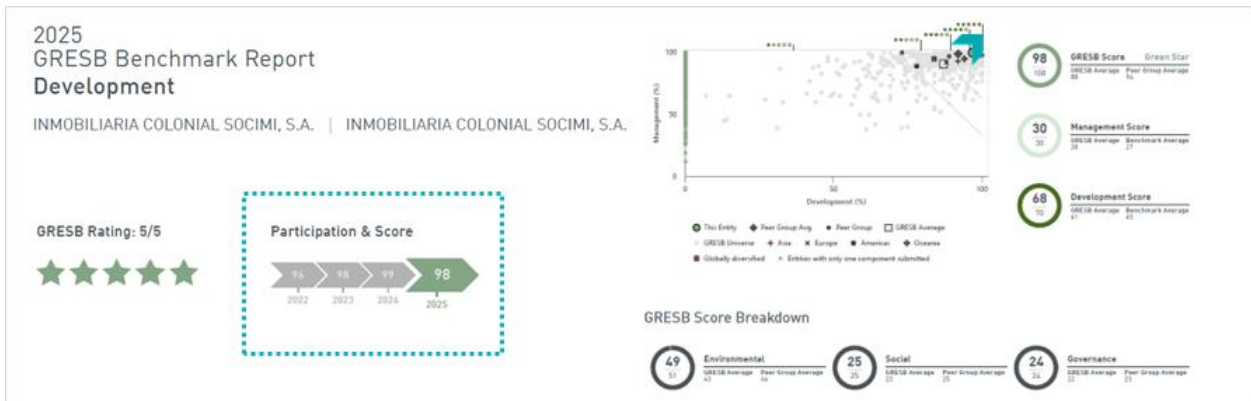 2025
GRESB Benchmark Report
Development
INMOBILIARIA COLONIAL SOCIMI, S.A. | INMOBILIARIA COLONIAL SOCIMI, S.A.
GRESB Rating: 5/5
Participation & Score
96 98 99 98
2022 2023 2024 2025
Management (%)
100
50
0
0 50 100
Development (%)
This Entity Peer Group Avg. Peer Group GRESB Average
GRESB Universe Asia Europe Americas Oceania
Globally diversified Entities with only one component submitted
98
100
GRESB Score Green Star
GRESB Average Peer Group Average
30
30
Management Score
GRESB Average Benchmark Average
68
70
Development Score
GRESB Average Benchmark Average
GRESB Score Breakdown
49
51
Environmental
GRESB Average Peer Group Average
25
25
Social
GRESB Average Peer Group Average
24
24
Governance
GRESB Average Peer Group Average